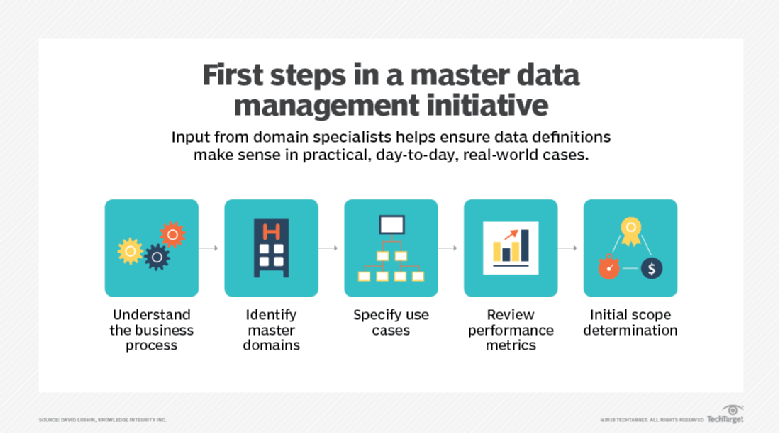 First steps in a master data
management initiative
Input from domain specialists helps ensure data definitions
make sense in practical, day-to-day, real-world cases.
H
$
Understand
the business
process
Identify
master
domains
Specify use
cases
Review
performance
metrics
Initial scope
determination
SOURCE: DAVID LOSHIN, KNOWLEDGE INTEGRITY INC.
TECHTARGET. ALL RIGHTS RESERVED
TechTarget